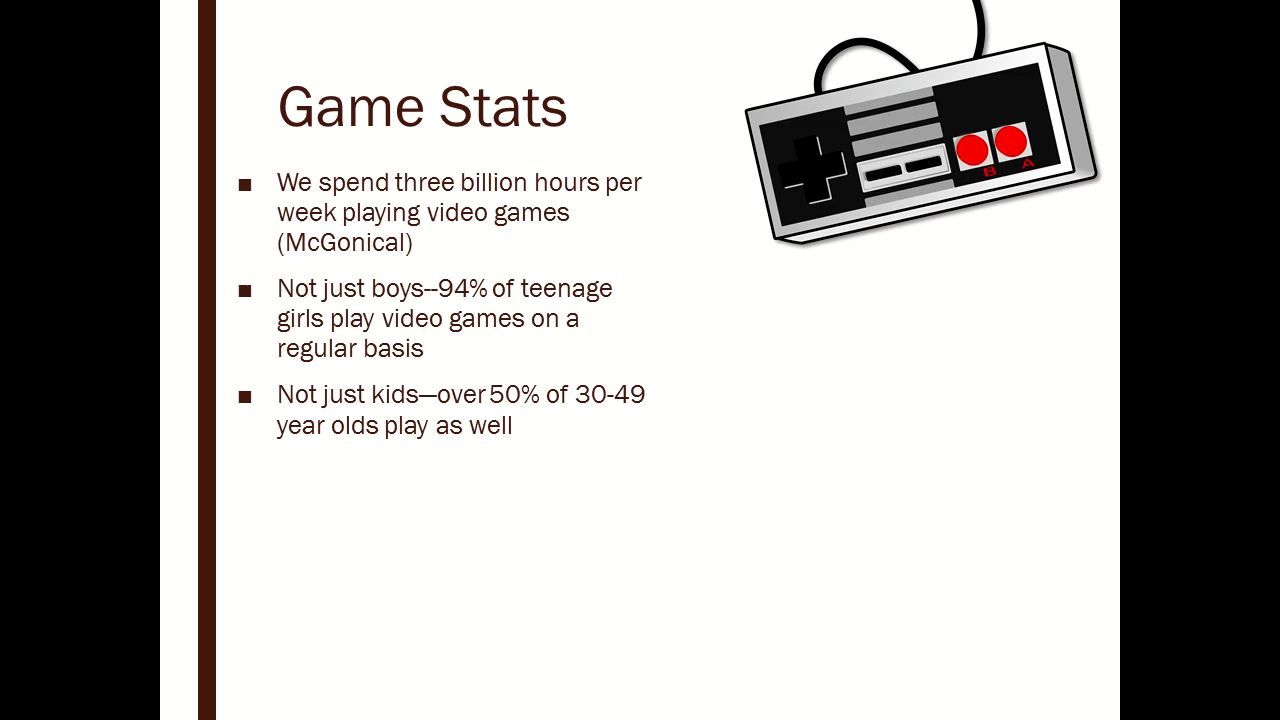 Game Stats
■ We spend three billion hours per
week playing video games
(McGonical)
■ Not just boys--94% of teenage
girls play video games on a
regular basis
■ Not just kids—over 50% of 30-49
year olds play as well
B A